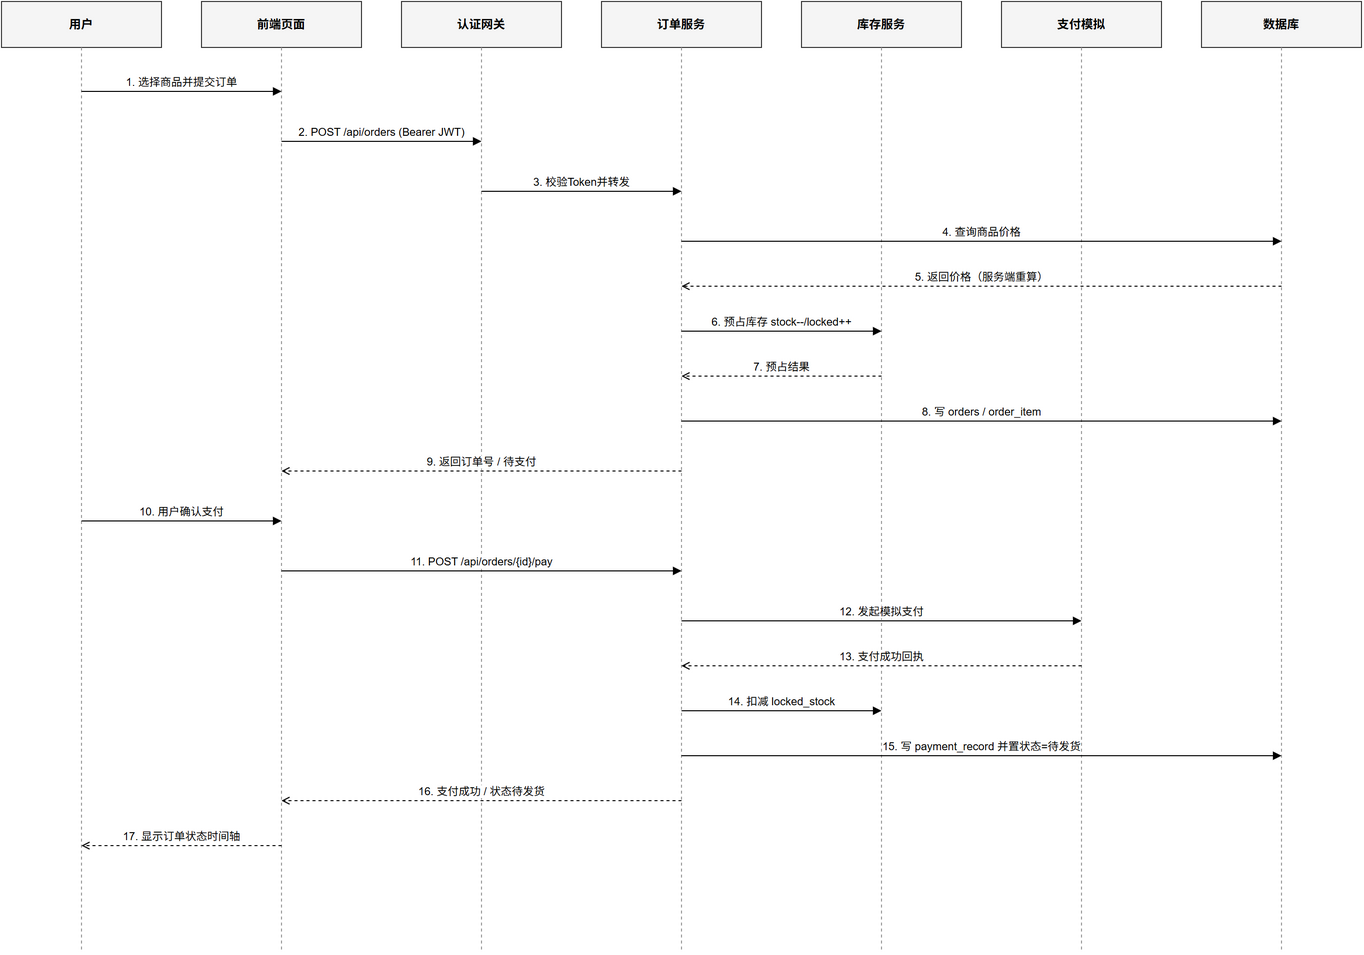 用户
前端页面
认证网关
订单服务
库存服务
支付模拟
数据库
1. 选择商品并提交订单
2. POST /api/orders (Bearer JWT)
3. 校验Token并转发
4. 查询商品价格
5. 返回价格（服务端重算）
6. 预占库存 stock--/locked++
7. 预占结果
8. 写 orders / order_item
9. 返回订单号 / 待支付
10. 用户确认支付
11. POST /api/orders/{id}/pay
12. 发起模拟支付
13. 支付成功回执
14. 扣减 locked_stock
15. 写 payment_record 并置状态=待发货
16. 支付成功 / 状态待发货
17. 显示订单状态时间轴